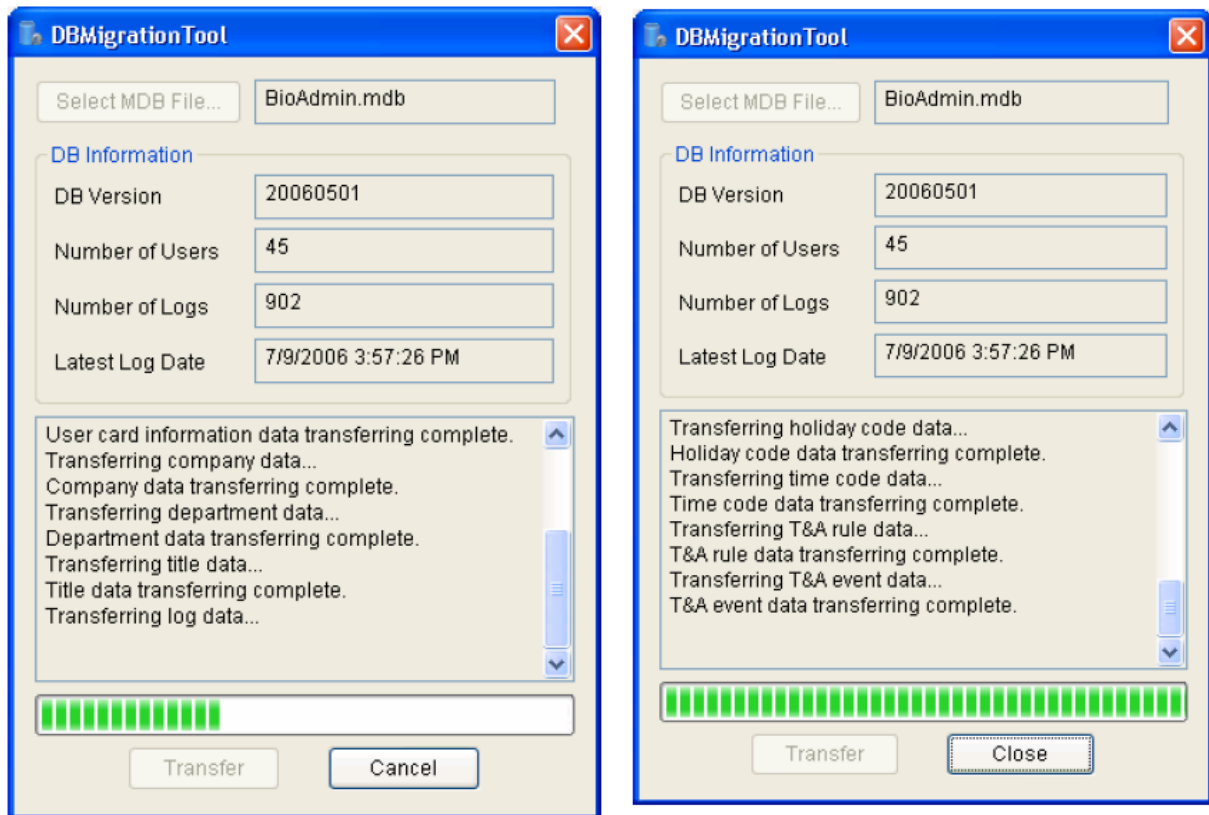 DBMigrationTool
Select MDB File...
BioAdmin.mdb
DB Information
DB Version
20060501
Number of Users
45
Number of Logs
902
Latest Log Date
7/9/2006 3:57:26 PM
User card information data transferring complete.
Transferring company data...
Company data transferring complete.
Transferring department data...
Department data transferring complete.
Transferring title data...
Title data transferring complete.
Transferring log data...
Transfer
Cancel
DBMigrationTool
Select MDB File...
BioAdmin.mdb
DB Information
DB Version
20060501
Number of Users
45
Number of Logs
902
Latest Log Date
7/9/2006 3:57:26 PM
Transferring holiday code data...
Holiday code data transferring complete.
Transferring time code data...
Time code data transferring complete.
Transferring T&A rule data...
T&A rule data transferring complete.
Transferring T&A event data...
T&A event data transferring complete.
Transfer
Close